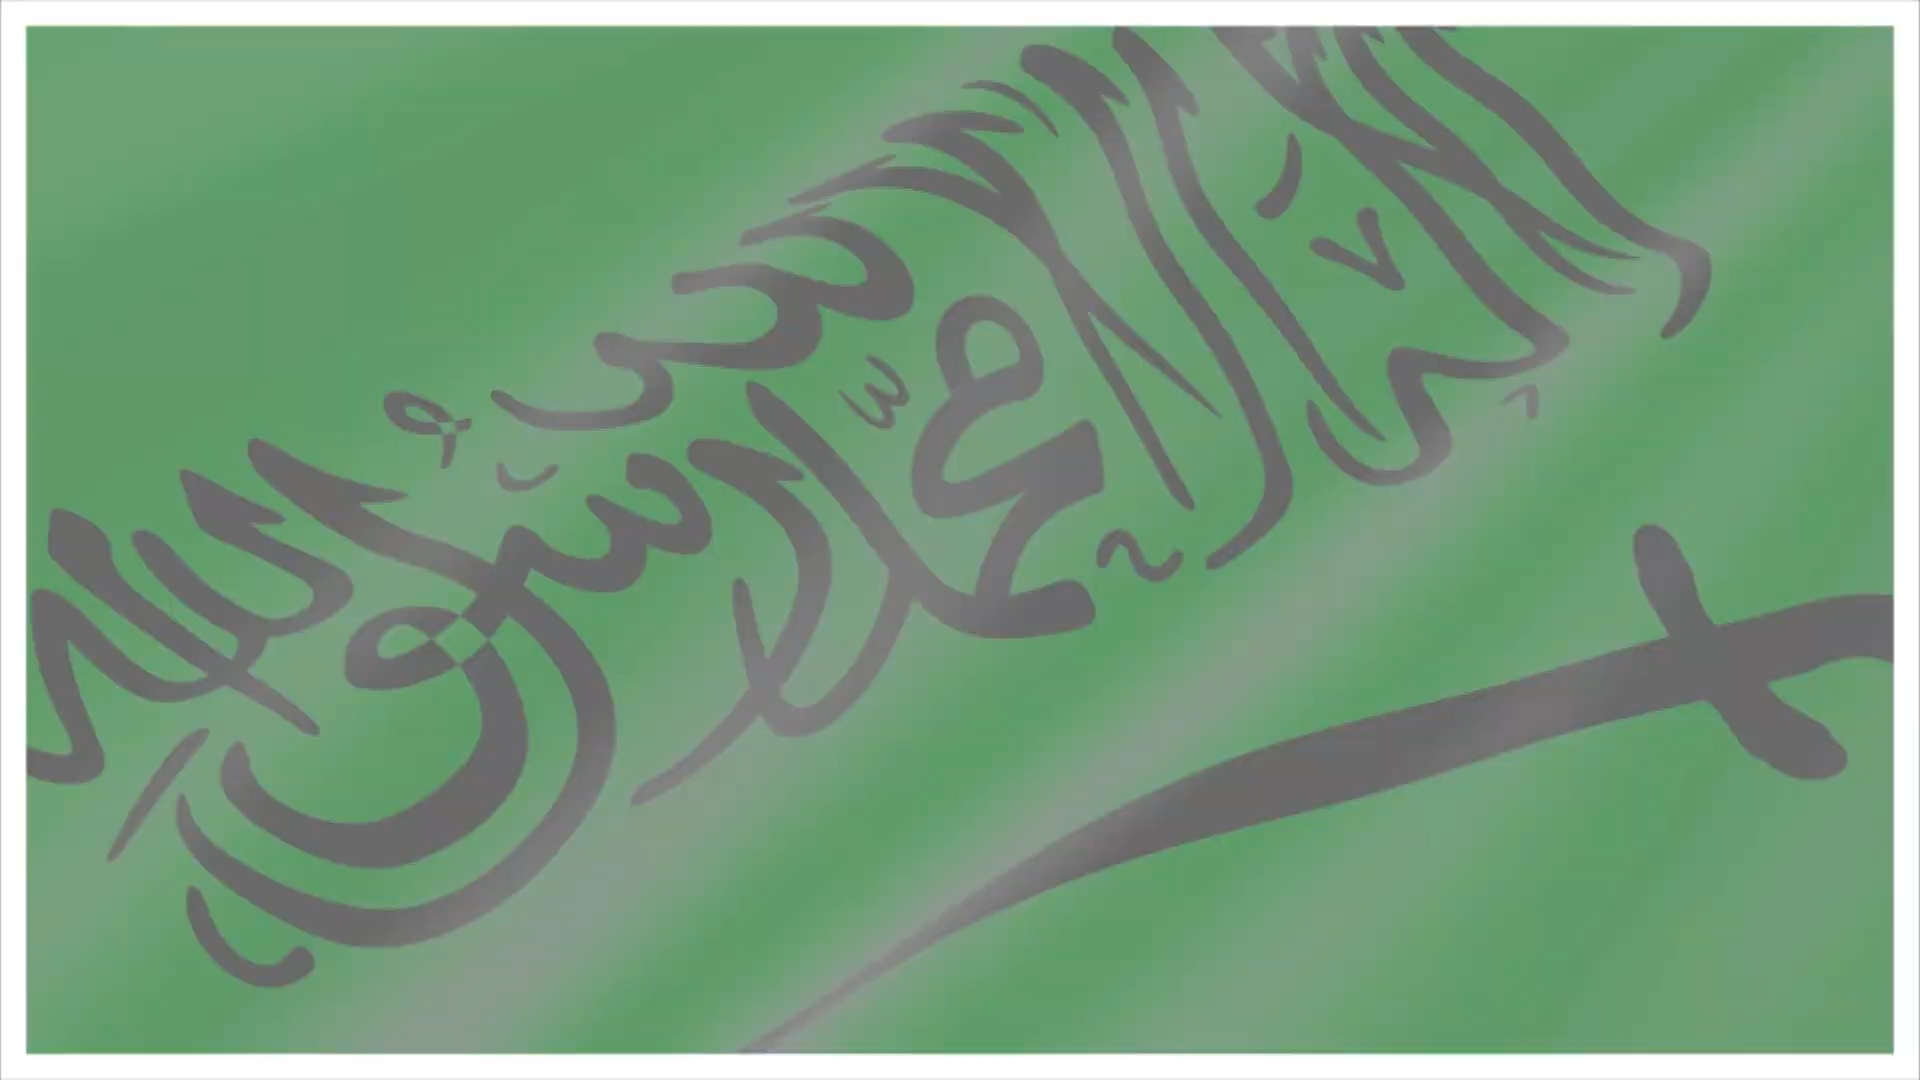 لا إله إلا الله محمد رسول الله